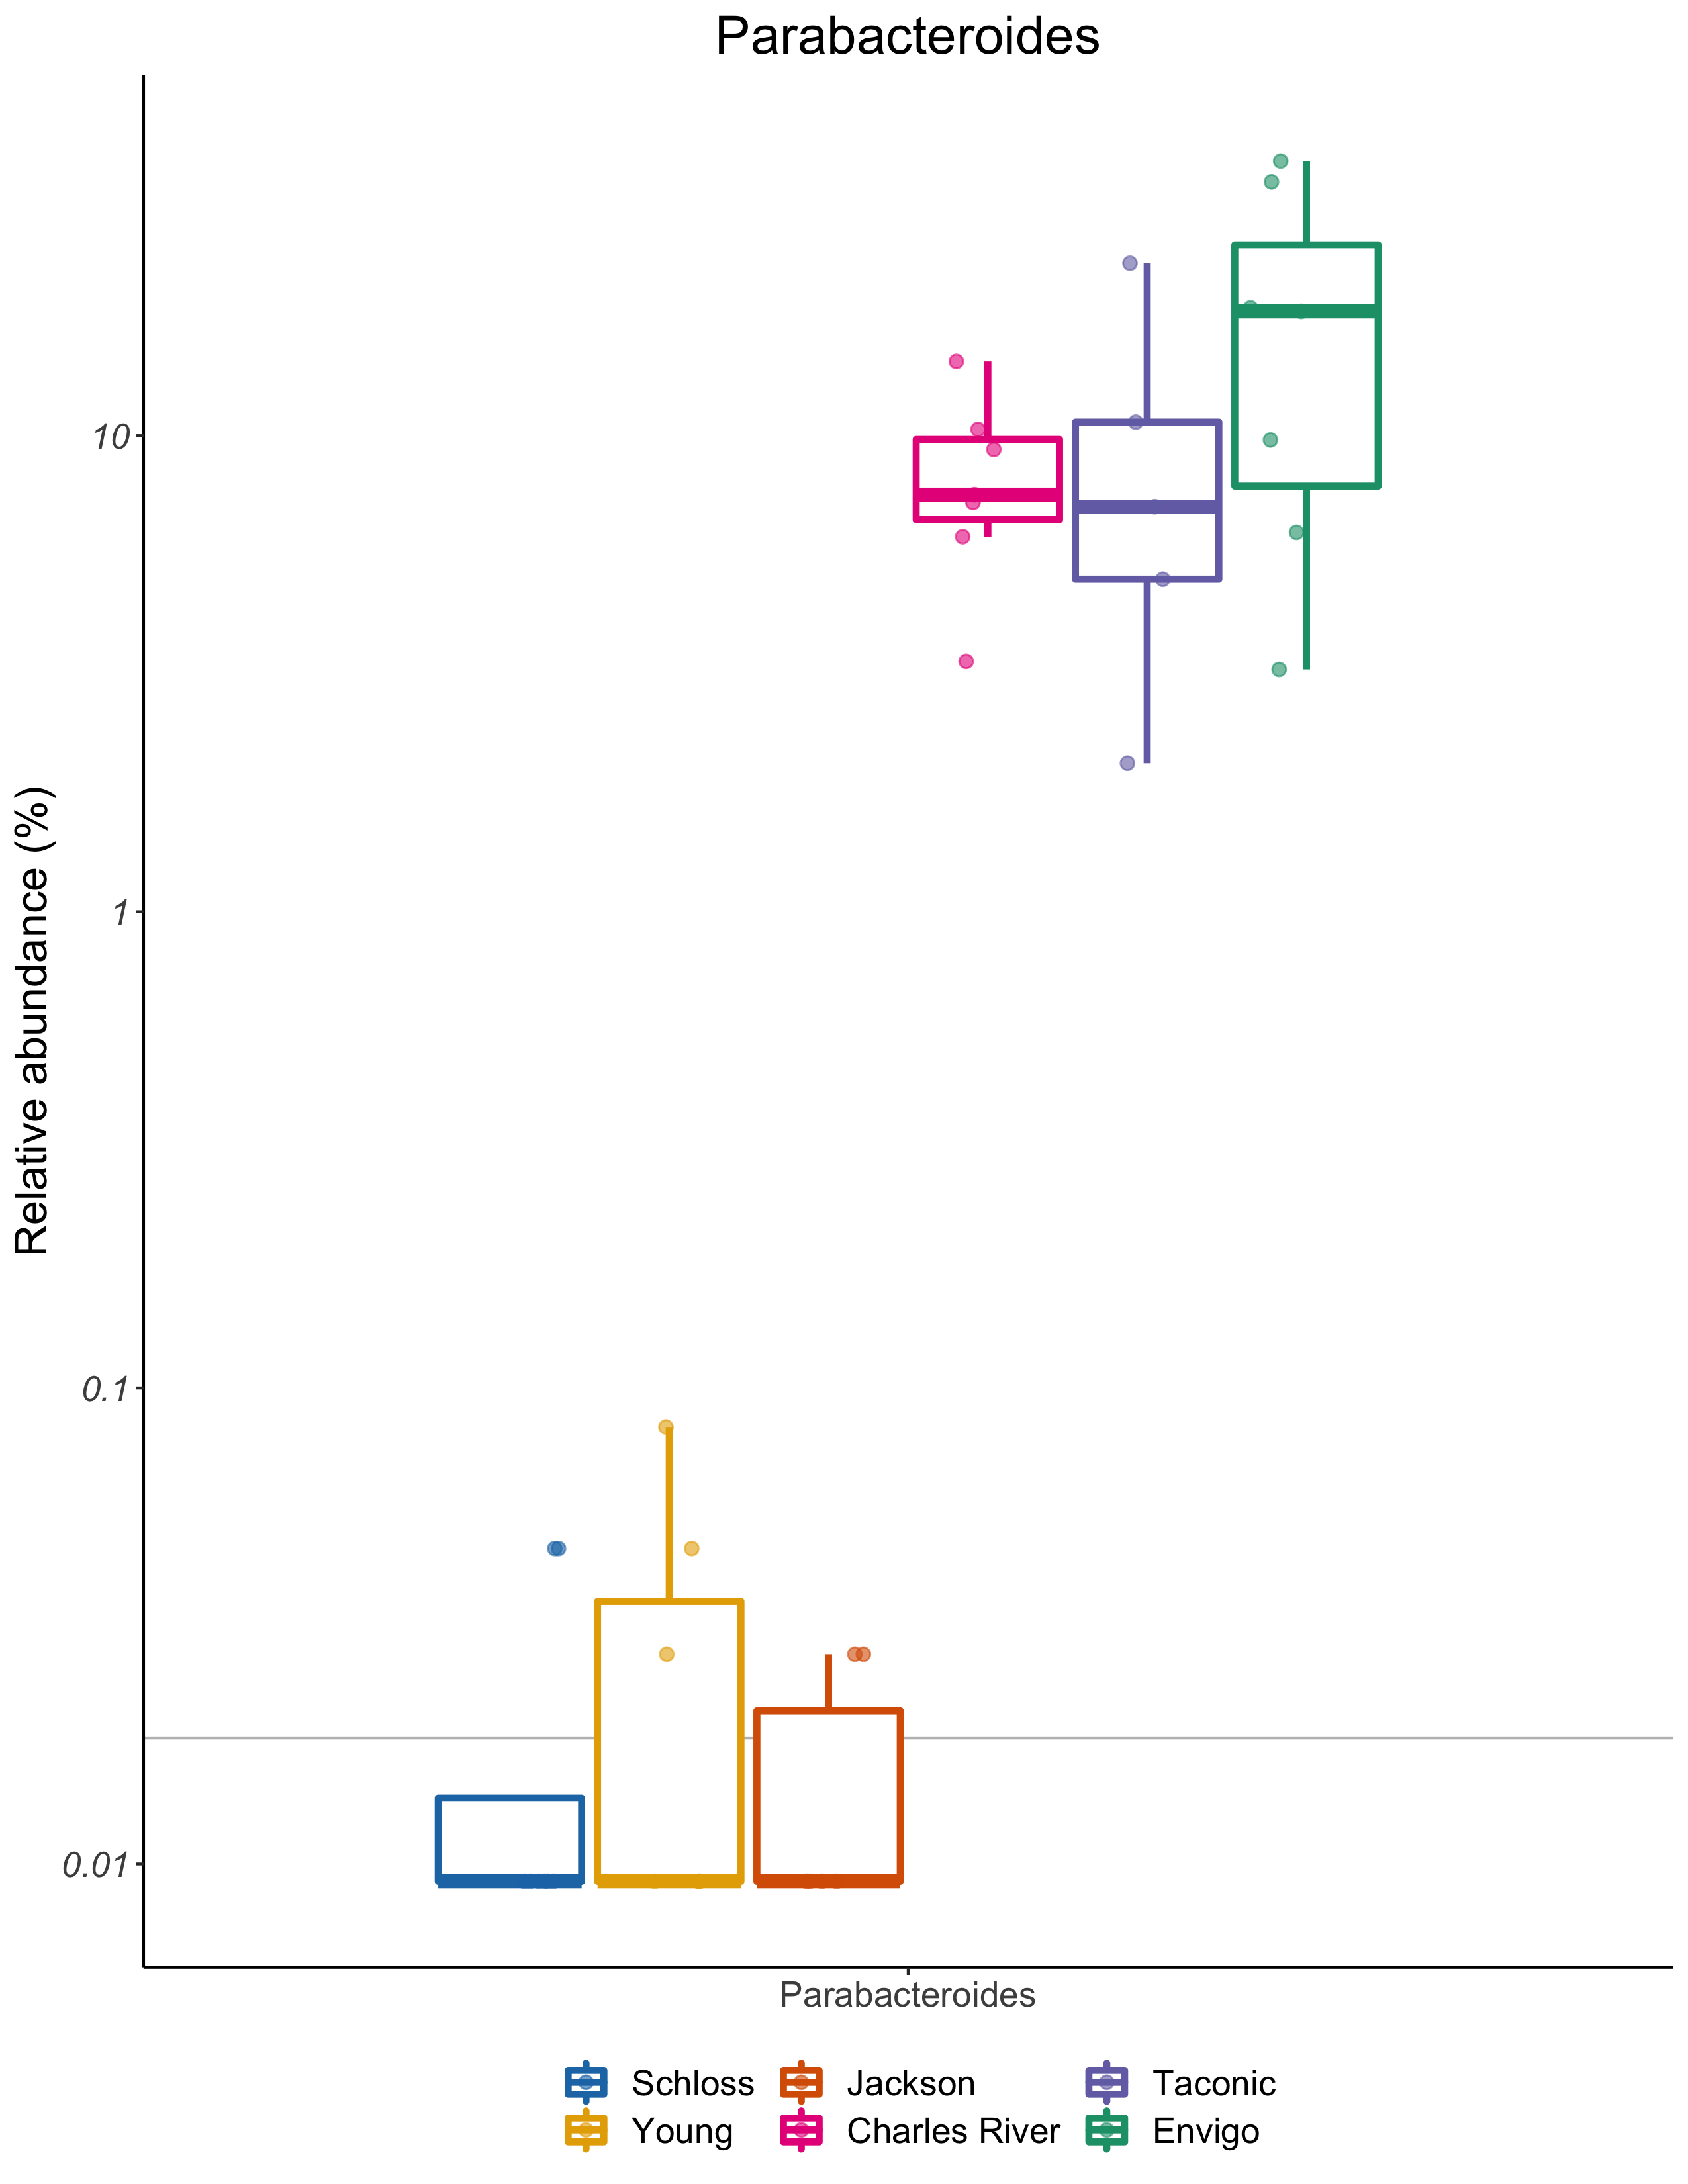 Parabacteroides
Relative abundance (%)
10
1
0.1
0.01
Parabacteroides
Schloss
Jackson
Taconic
Young
Charles River
Envigo